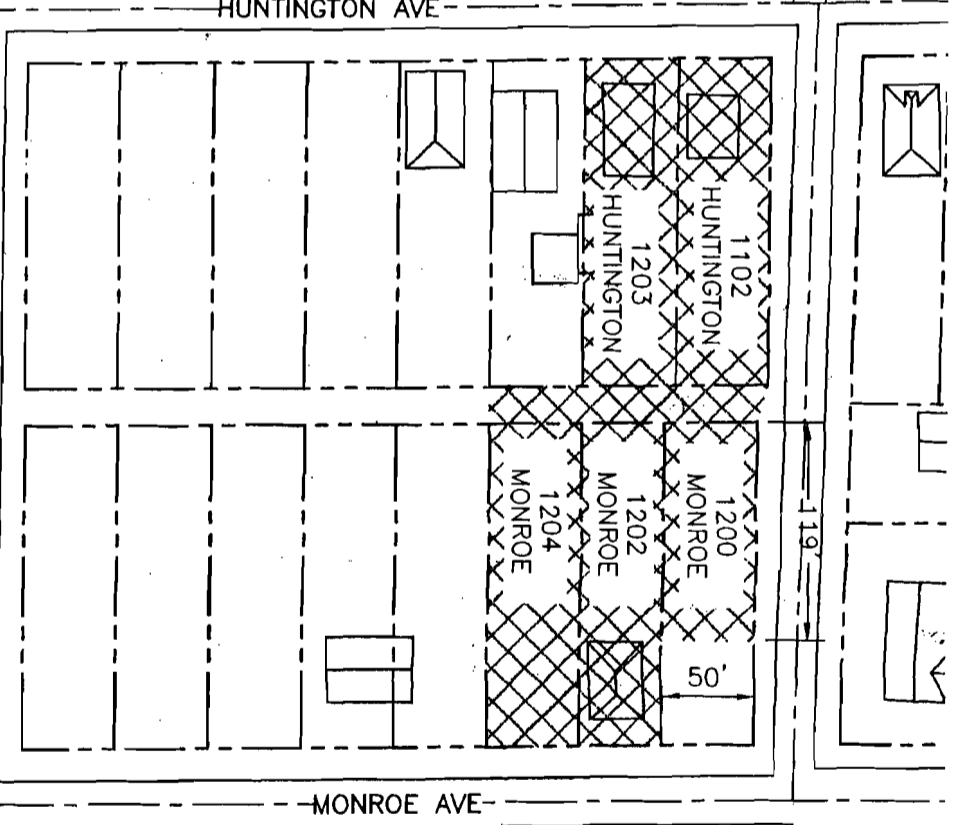 HUNTINGTON AVE
1203
HUNTINGTON
1102
HUNTINGTON
1204
MONROE
1202
MONROE
1200
MONROE
119'
50'
MONROE AVE